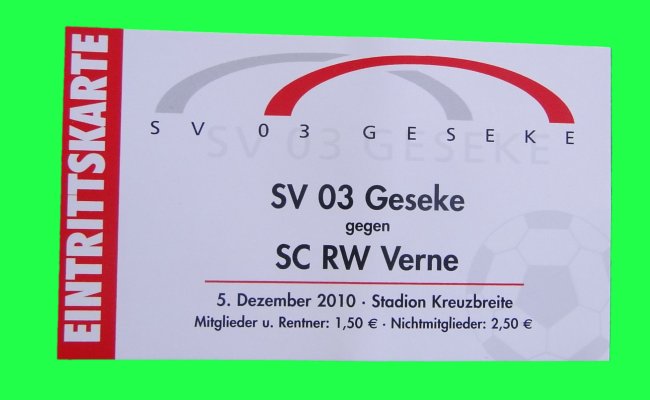 EINTRITTSKARTE
SV 03 GESEKE
SV 03 GESEKE
SV 03 Geseke
gegen
SC RW Verne
5. Dezember 2010 · Stadion Kreuzbreite
Mitglieder u. Rentner: 1,50 € · Nichtmitglieder: 2,50 €